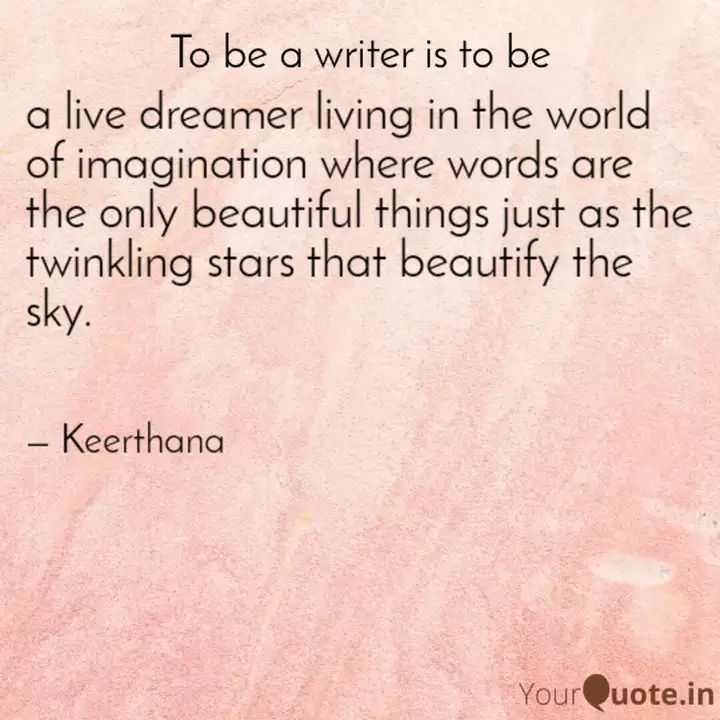 To be a writer is to be
a live dreamer living in the world
of imagination where words are
the only beautiful things just as the
twinkling stars that beautify the
sky.
– Keerthana
YourQuote.in